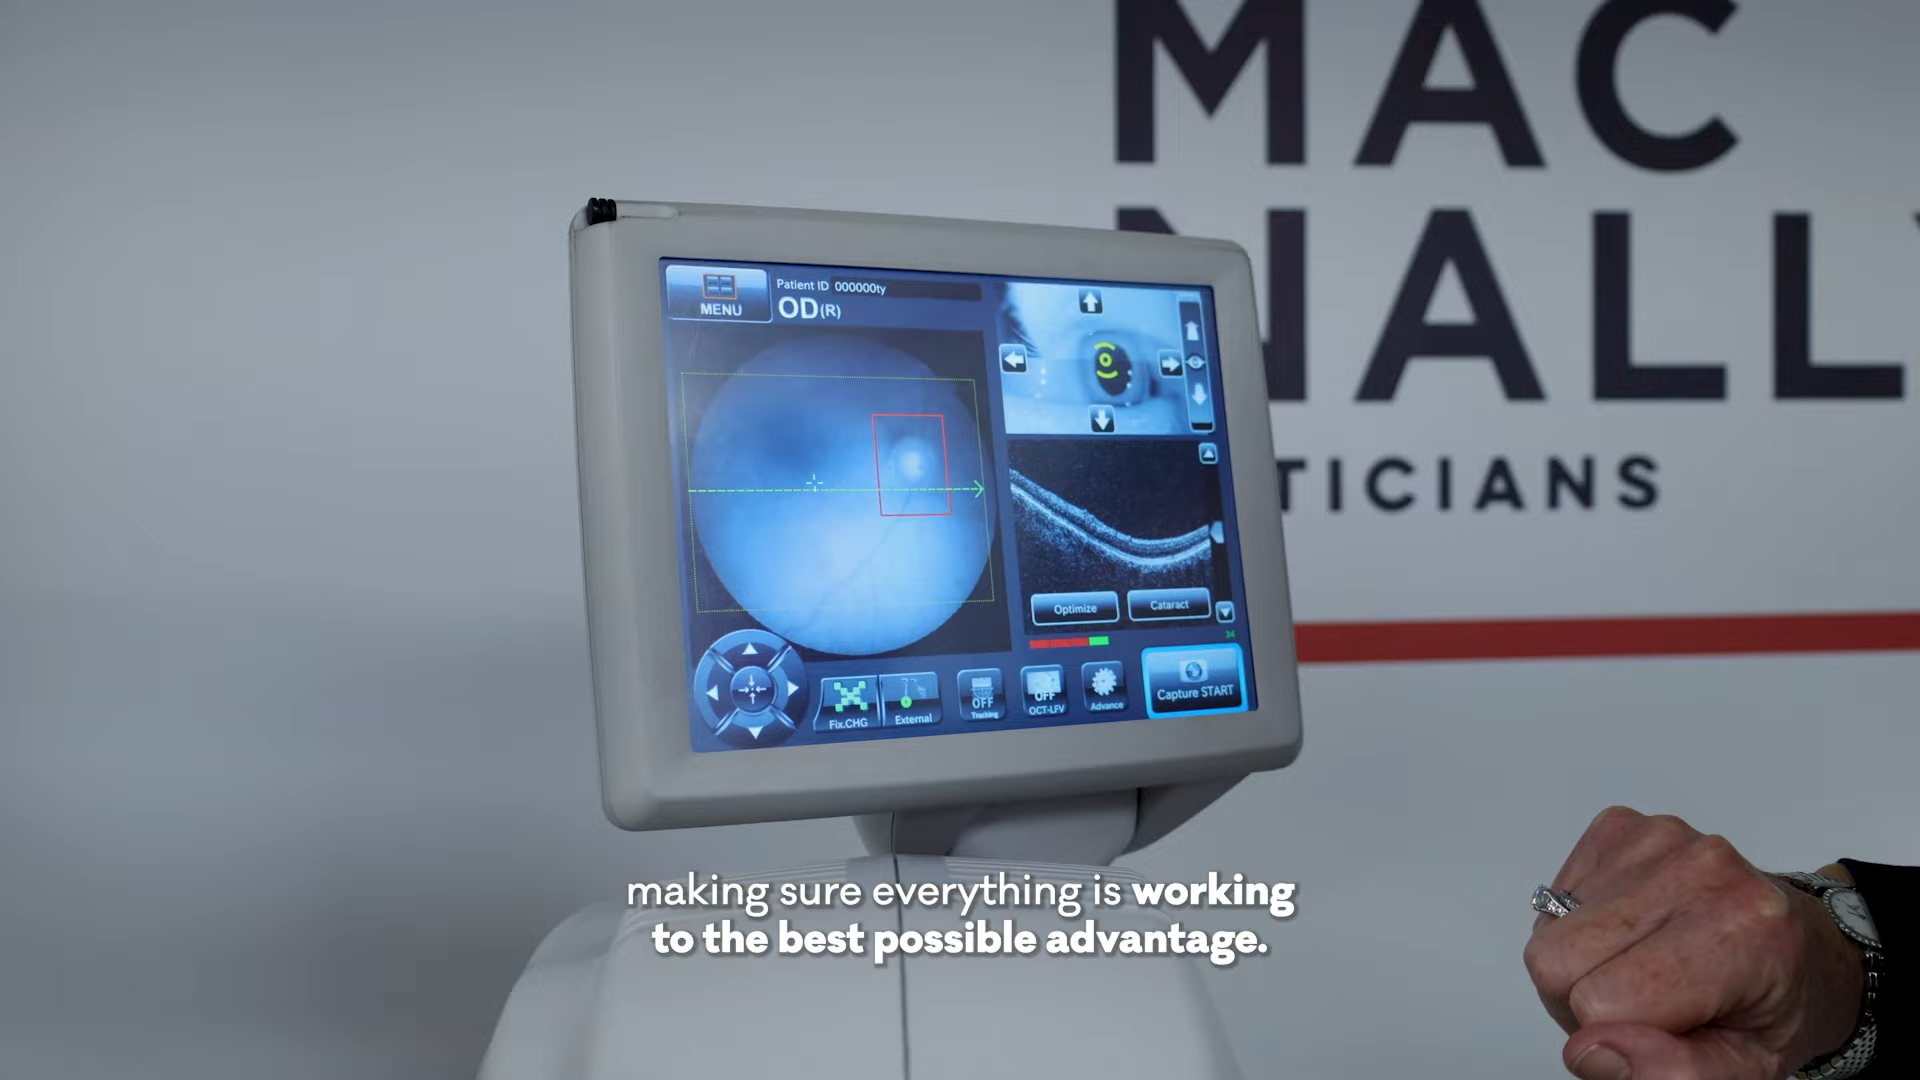 MAC
NALL
TICIANS
MENU
Patient ID 000000ty
OD(R)
Optimize
Cataract
34
Fix.CHG
External
OFF
Tracking
OFF
OCT-LFV
Advance
Capture START
making sure everything is working
to the best possible advantage.